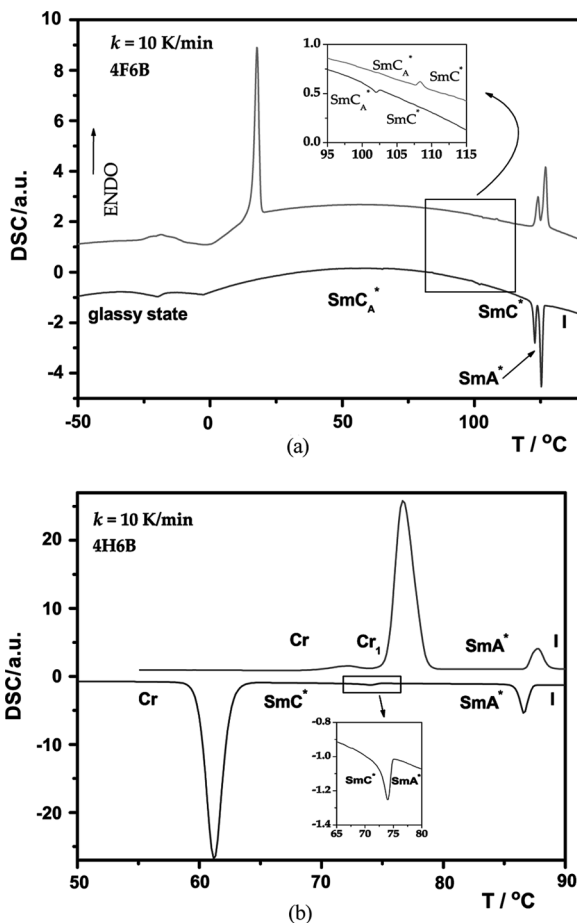 10
8
6
4
2
0
-2
-4
DSC/a.u.
k = 10 K/min
4F6B
ENDO
1.0
0.5
0.0
SmC_A^*
SmC^*
SmC_A^*
SmC^*
95 100 105 110 115
glassy state
SmC_A^*
SmC^*
I
SmA^*
-50 0 50 100
T / °C
(a)
k = 10 K/min
4H6B
20
10
0
-10
-20
DSC/a.u.
Cr Cr_1 SmA^* I
Cr SmC^* SmA^* I
-0.8
-1.0
-1.2
-1.4
SmC^* SmA^*
65 70 75 80
50 60 70 80 90
T / °C
(b)